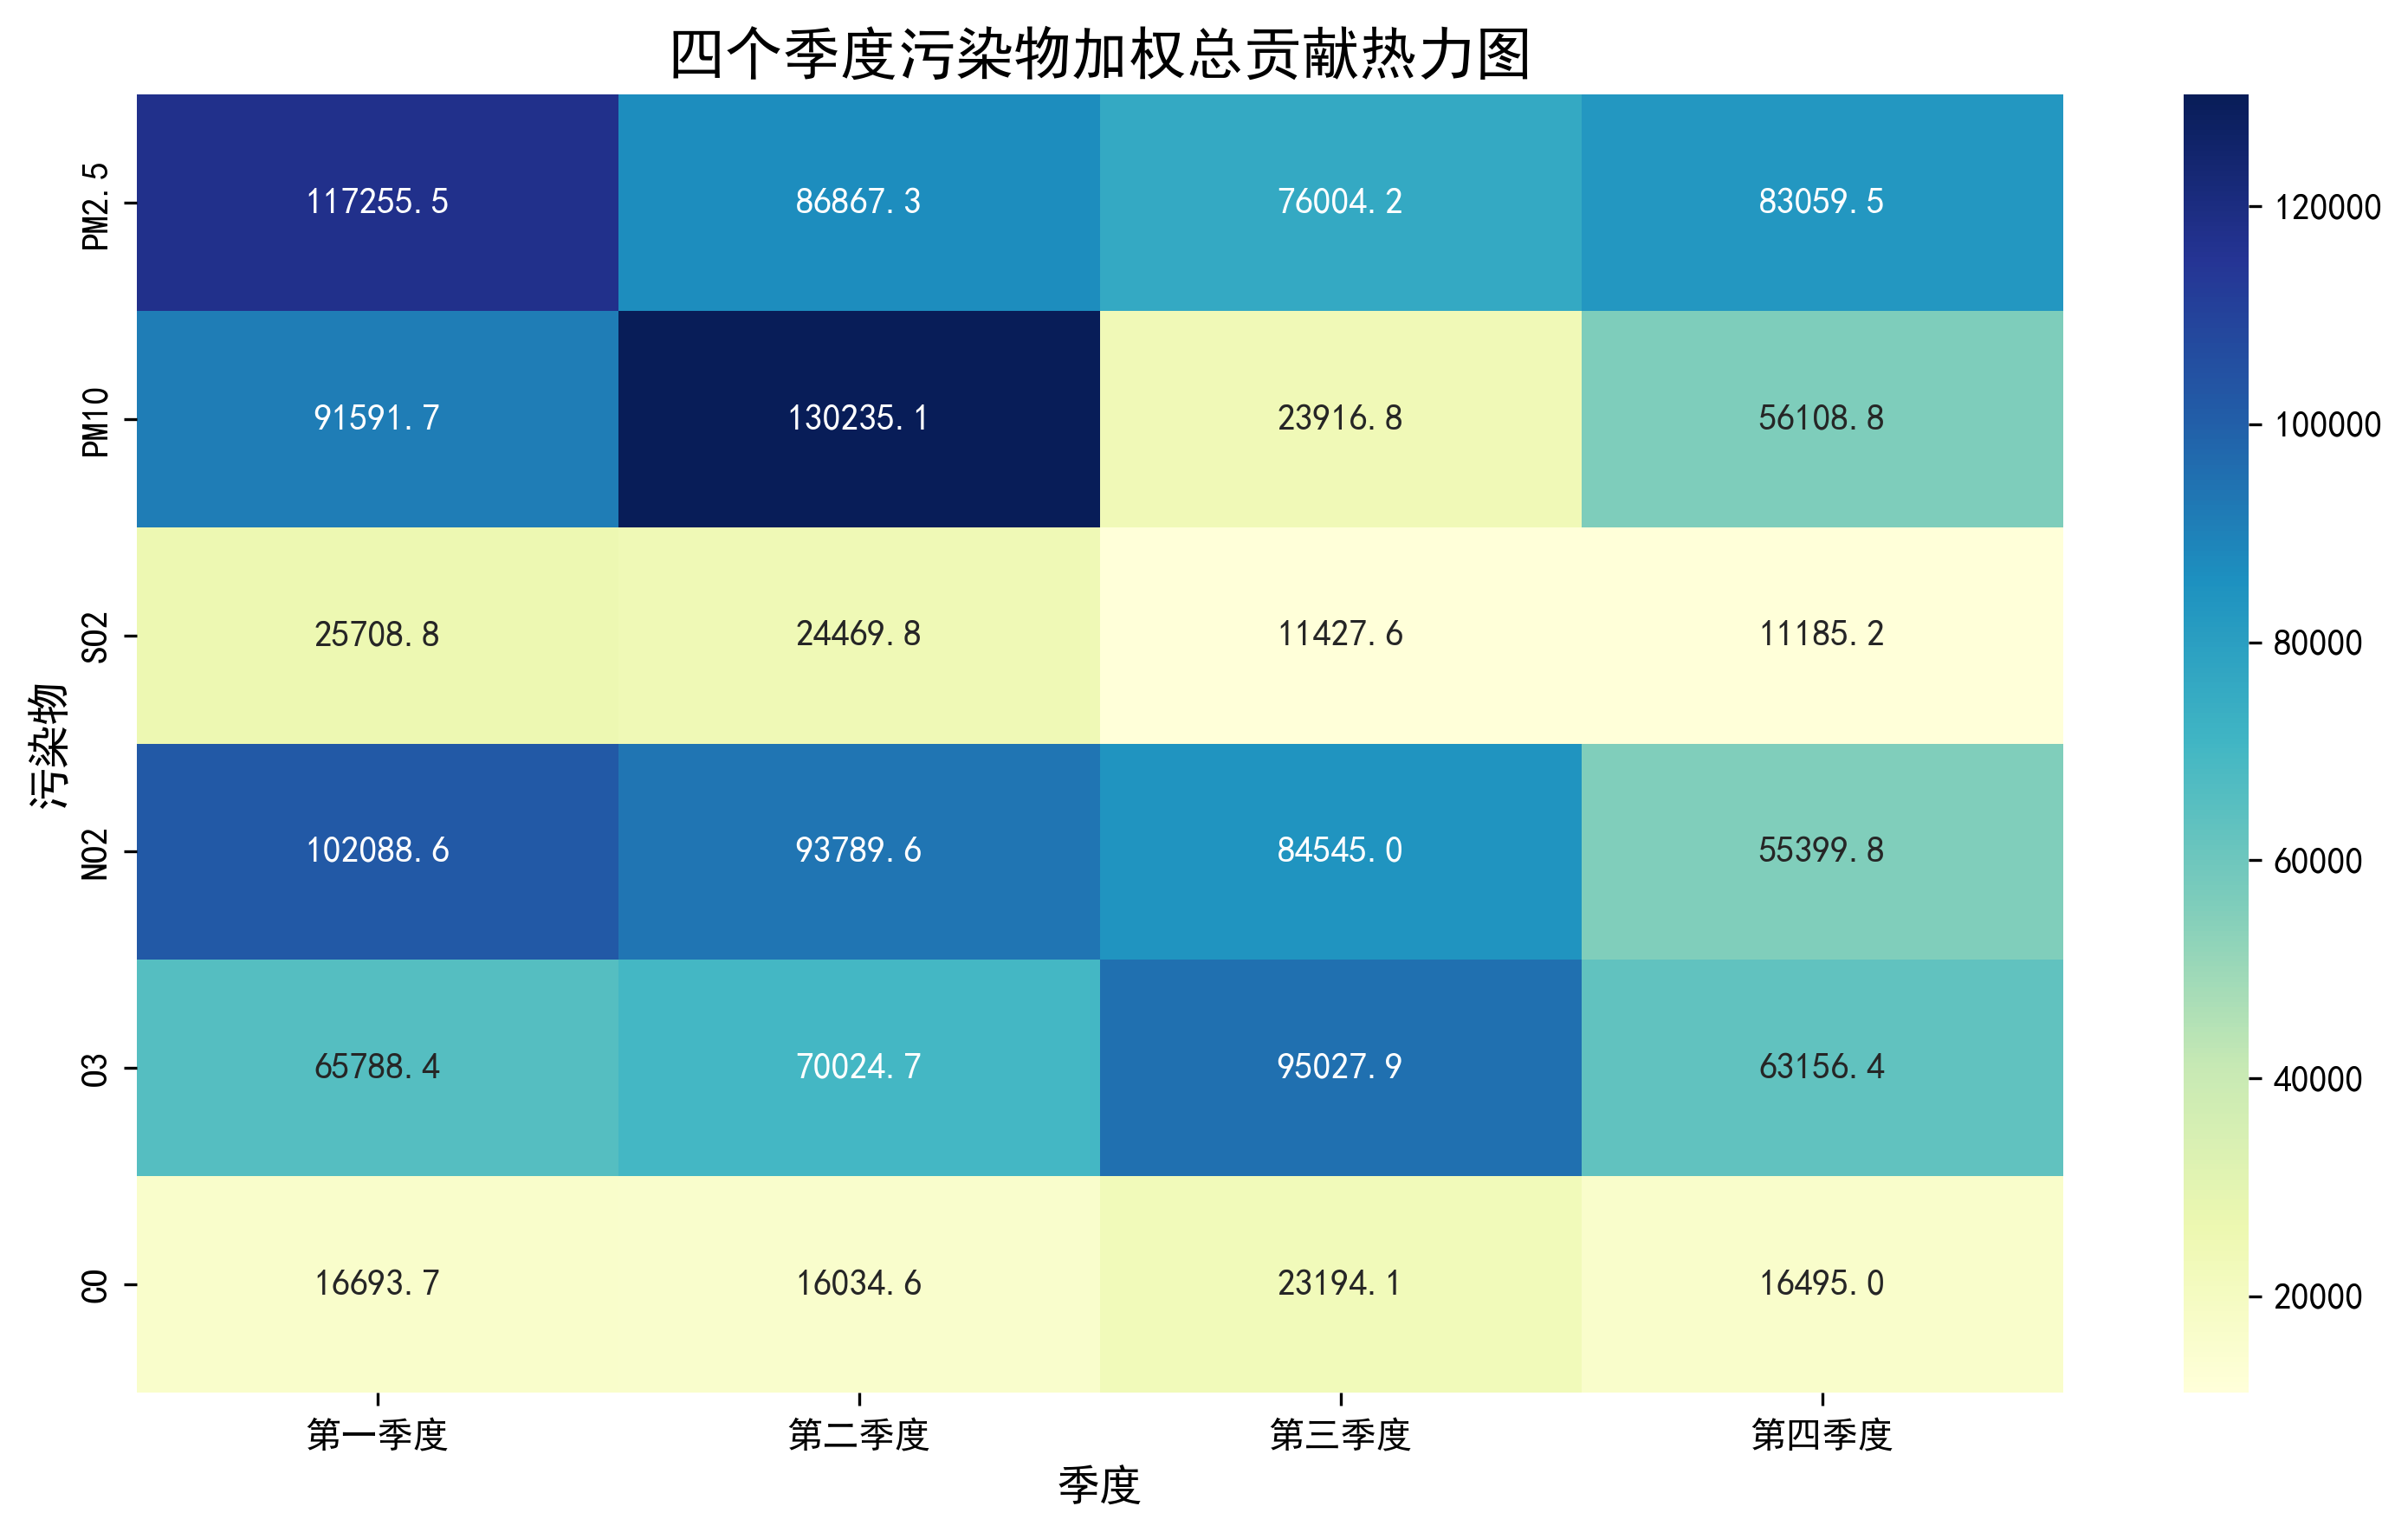 四个季度污染物加权总贡献热力图
污染物
PM2.5 117255.5 86867.3 76004.2 83059.5
PM10 91591.7 130235.1 23916.8 56108.8
SO2 25708.8 24469.8 11427.6 11185.2
NO2 102088.6 93789.6 84545.0 55399.8
O3 65788.4 70024.7 95027.9 63156.4
CO 16693.7 16034.6 23194.1 16495.0
第一季度 第二季度 第三季度 第四季度
季度
120000
100000
80000
60000
40000
20000